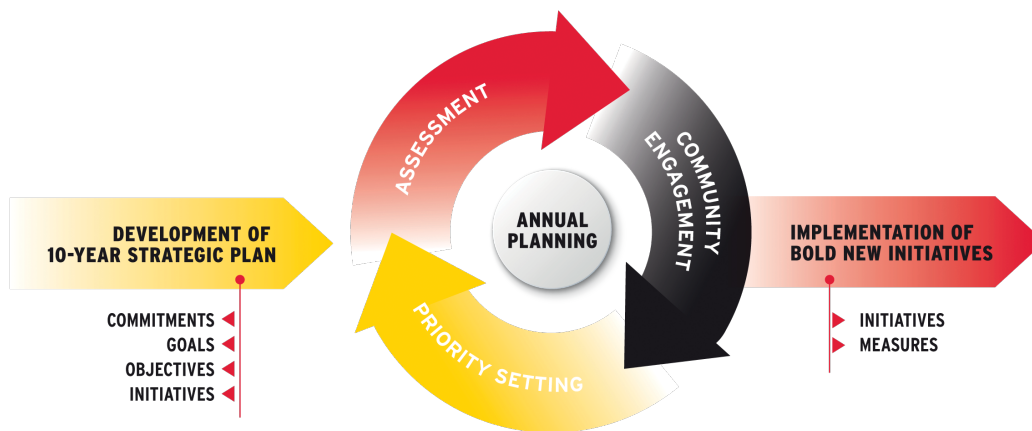 DEVELOPMENT OF
10-YEAR STRATEGIC PLAN
COMMITMENTS
GOALS
OBJECTIVES
INITIATIVES
ASSESSMENT
COMMUNITY
ENGAGEMENT
PRIORITY SETTING
ANNUAL
PLANNING
IMPLEMENTATION OF
BOLD NEW INITIATIVES
INITIATIVES
MEASURES